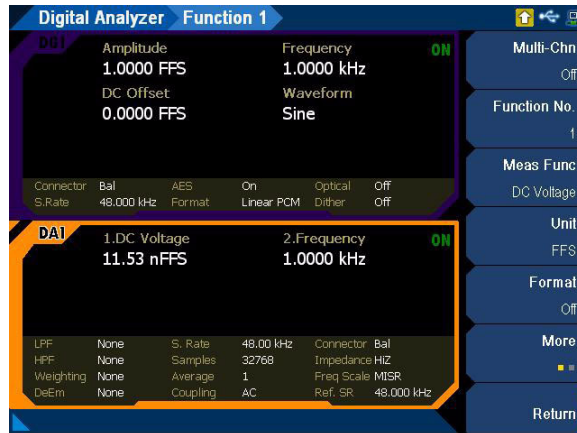 Digital Analyzer Function 1
DG1
Amplitude Frequency ON
1.0000 FFS 1.0000 kHz
DC Offset Waveform
0.0000 FFS Sine
Connector Bal AES On Optical Off
S.Rate 48.000 kHz Format Linear PCM Dither Off
DA1
1.DC Voltage 2.Frequency ON
11.53 nFFS 1.0000 kHz
LPF None S. Rate 48.00 kHz Connector Bal
HPF None Samples 32768 Impedance HiZ
Weighting None Average 1 Freq Scale MISR
DeEm None Coupling AC Ref. SR 48.000 kHz
Multi-Chn
Off
Function No.
1
Meas Func
DC Voltage
Unit
FFS
Format
Off
More
Return